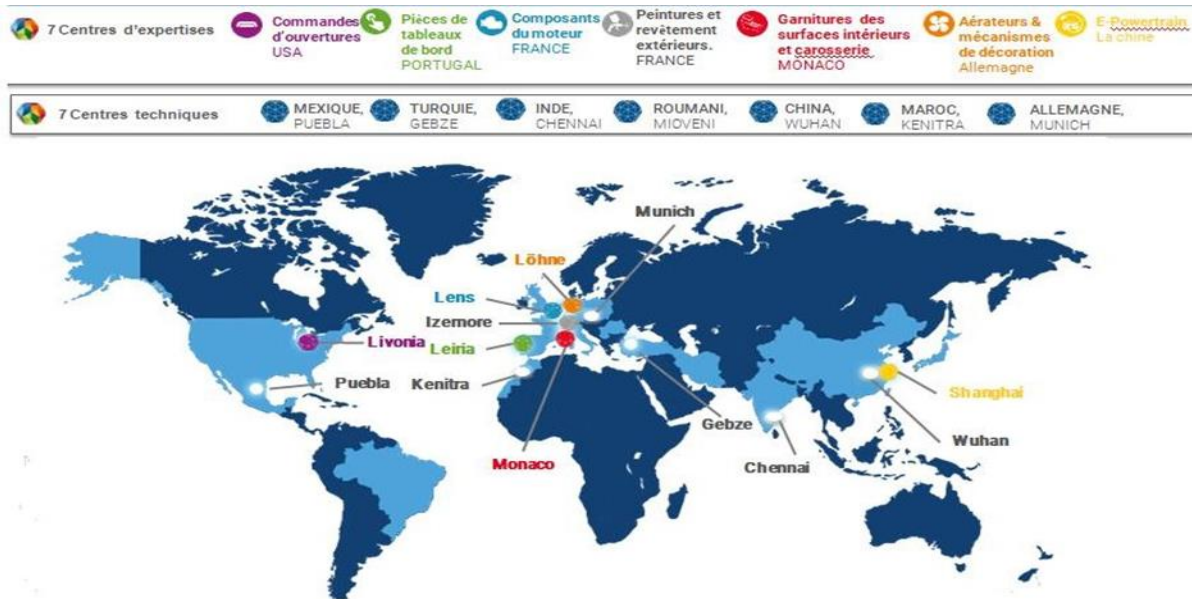 7 Centres d'expertises
Commandes
d'ouvertures
USA
Pièces de
tableaux
de bord
PORTUGAL
Composants
du moteur
FRANCE
Peintures et
revêtement
extérieurs.
FRANCE
Garnitures des
surfaces intérieurs
et carosserie
MONACO
Aérateurs &
mécanismes
de décoration
Allemagne
E-Powertrain
La chine
7 Centres techniques
MEXIQUE,
PUEBLA
TURQUIE,
GEBZE
INDE,
CHENNAI
ROUMANI,
MIOVENI
CHINA,
WUHAN
MAROC,
KENITRA
ALLEMAGNE,
MUNICH
Munich
Löhne
Lens
Izernore
Livonia
Leiria
Puebla
Kenitra
Shanghai
Gebze
Wuhan
Monaco
Chennai